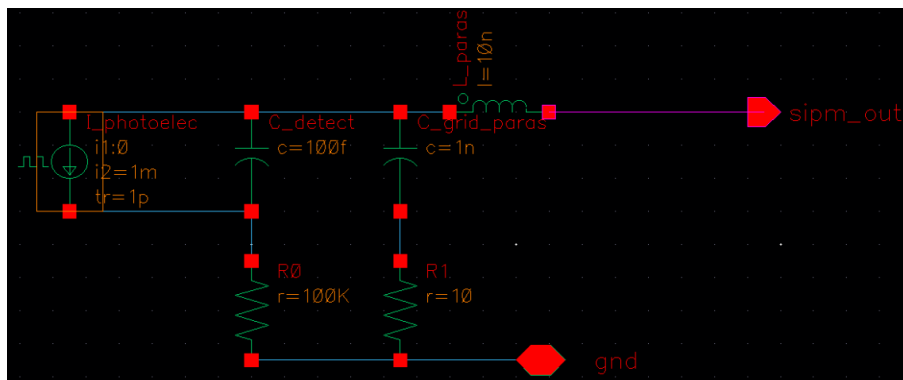 L_paras
l=10n
I_photoelec
i1:0
i2=1m
tr=1p
C_detect
c=100f
C_grid_paras
c=1n
sipm_out
R0
r=100K
R1
r=10
gnd